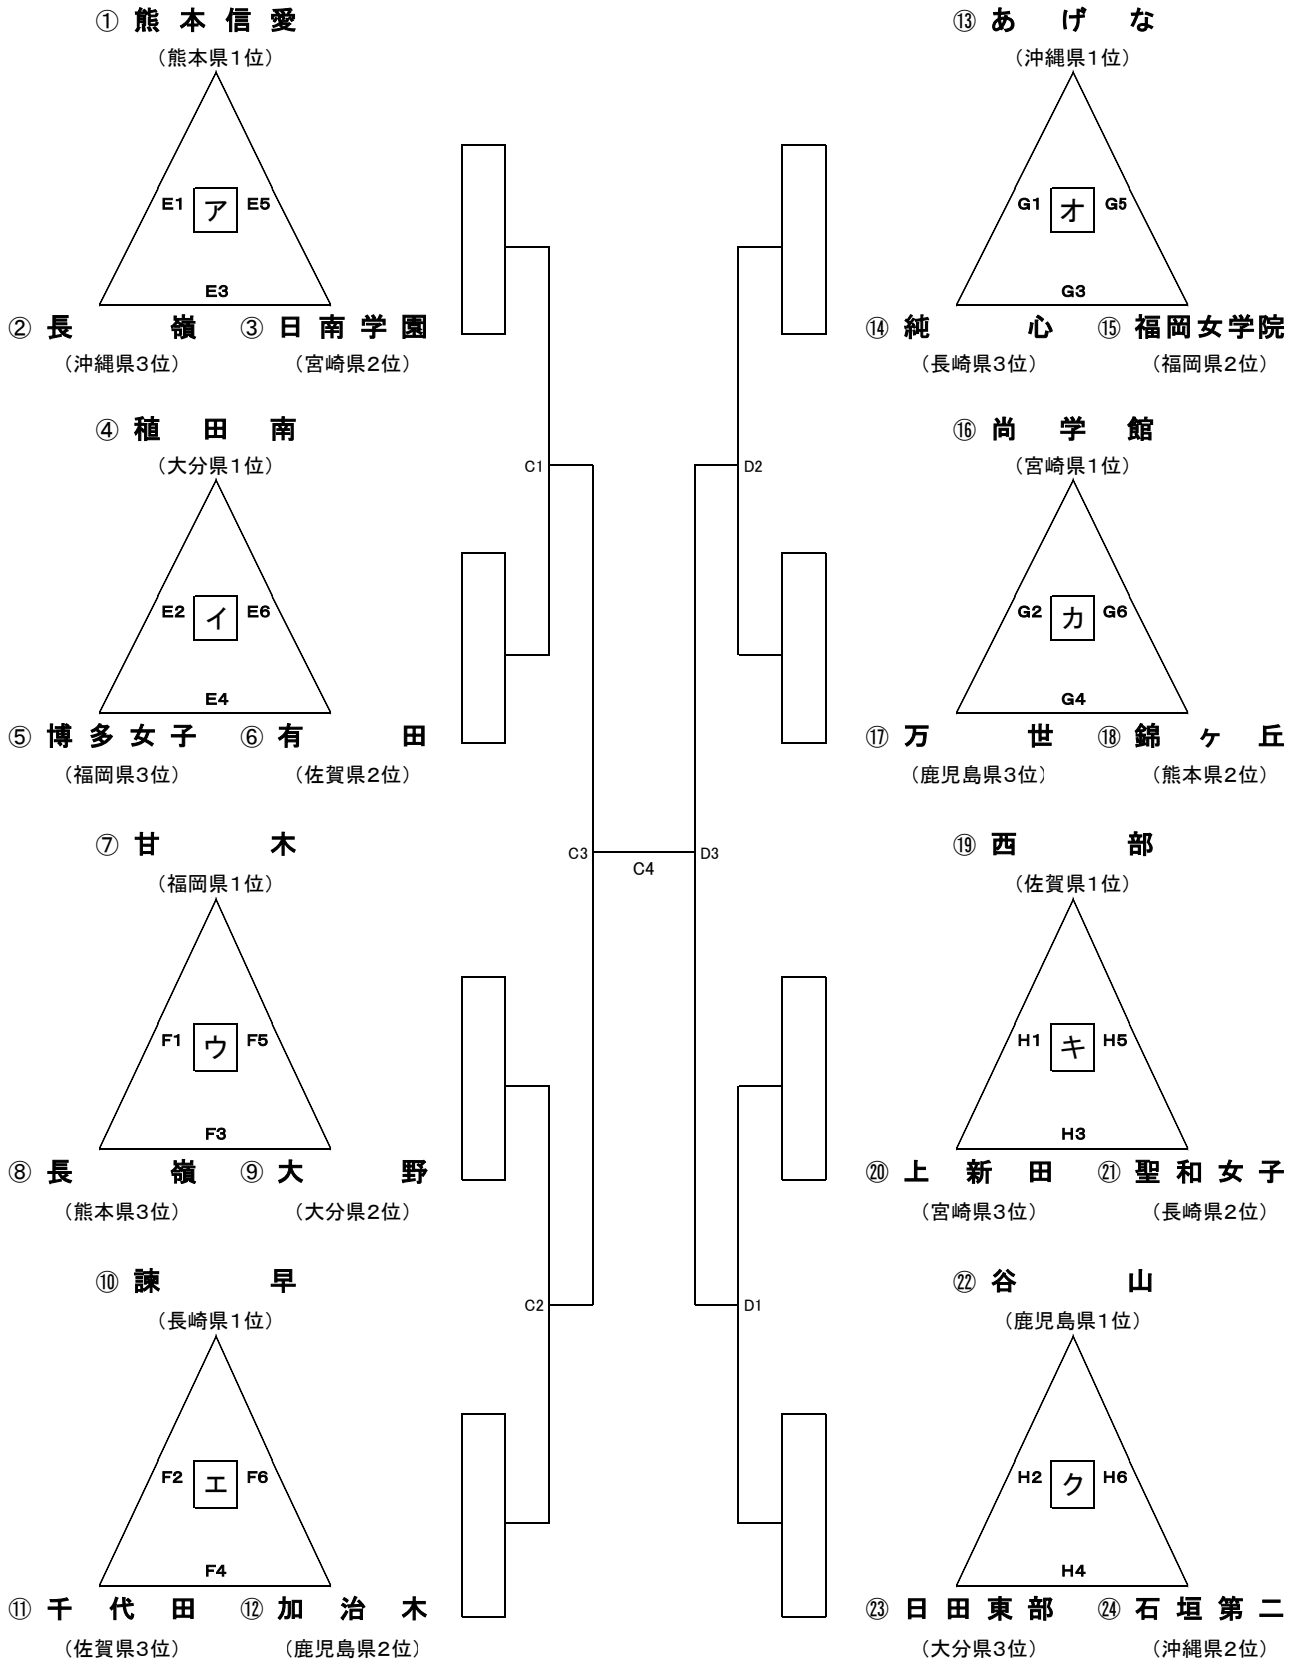 ① 熊本信愛
（熊本県１位）
E1 ア E5
E3
② 長嶺 ③ 日南学園
（沖縄県３位） （宮崎県２位）
④ 稙田南
（大分県１位）
E2 イ E6
E4
⑤ 博多女子 ⑥ 有田
（福岡県３位） （佐賀県２位）
⑦ 甘木
（福岡県１位）
F1 ウ F5
F3
⑧ 長嶺 ⑨ 大野
（熊本県３位） （大分県２位）
⑩ 諫早
（長崎県１位）
F2 エ F6
F4
⑪ 千代田 ⑫ 加治木
（佐賀県３位） （鹿児島県２位）
C1
C2
C3
C4
D3
D2
D1
⑬ あげな
（沖縄県１位）
G1 オ G5
G3
⑭ 純心 ⑮ 福岡女学院
（長崎県３位） （福岡県２位）
⑯ 尚学館
（宮崎県１位）
G2 カ G6
G4
⑰ 万世 ⑱ 錦ヶ丘
（鹿児島県３位） （熊本県２位）
⑲ 西部
（佐賀県１位）
H1 キ H5
H3
⑳ 上新田 ㉑ 聖和女子
（宮崎県３位） （長崎県２位）
㉒ 谷山
（鹿児島県１位）
H2 ク H6
H4
㉓ 日田東部 ㉔ 石垣第二
（大分県３位） （沖縄県２位）